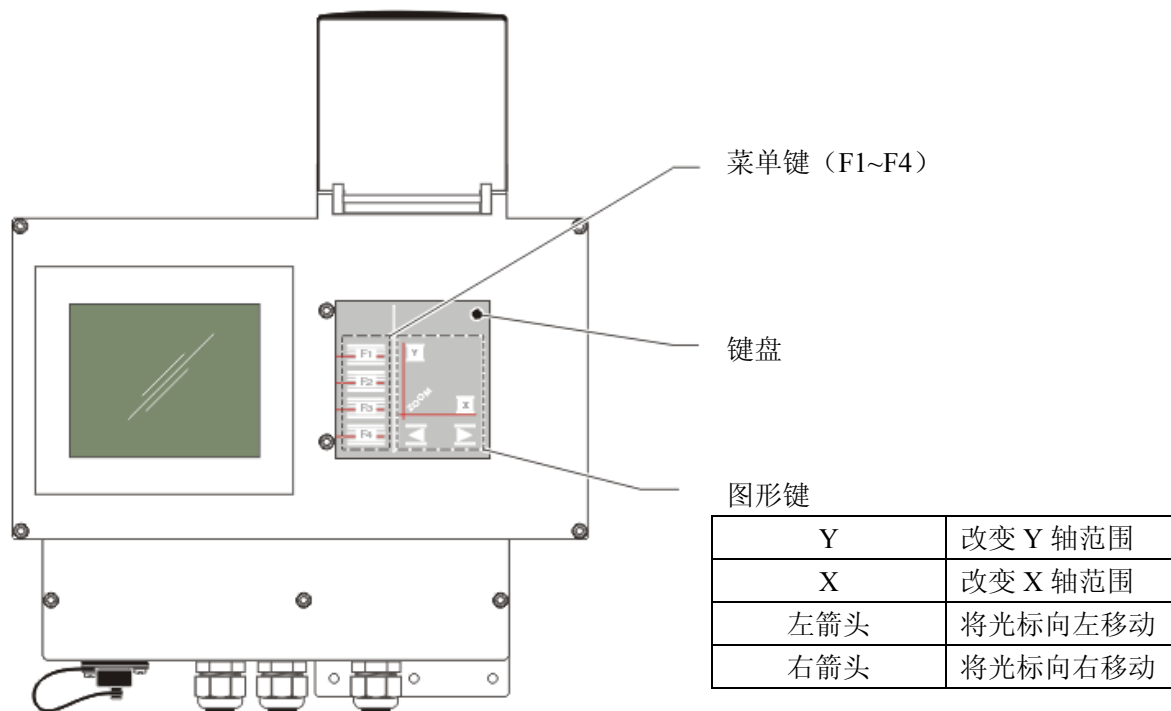 菜单键（F1~F4）
键盘
F1
Y
F2
ZOOM
F3
X
F4
图形键
Y 改变 Y 轴范围
X 改变 X 轴范围
左箭头 将光标向左移动
右箭头 将光标向右移动